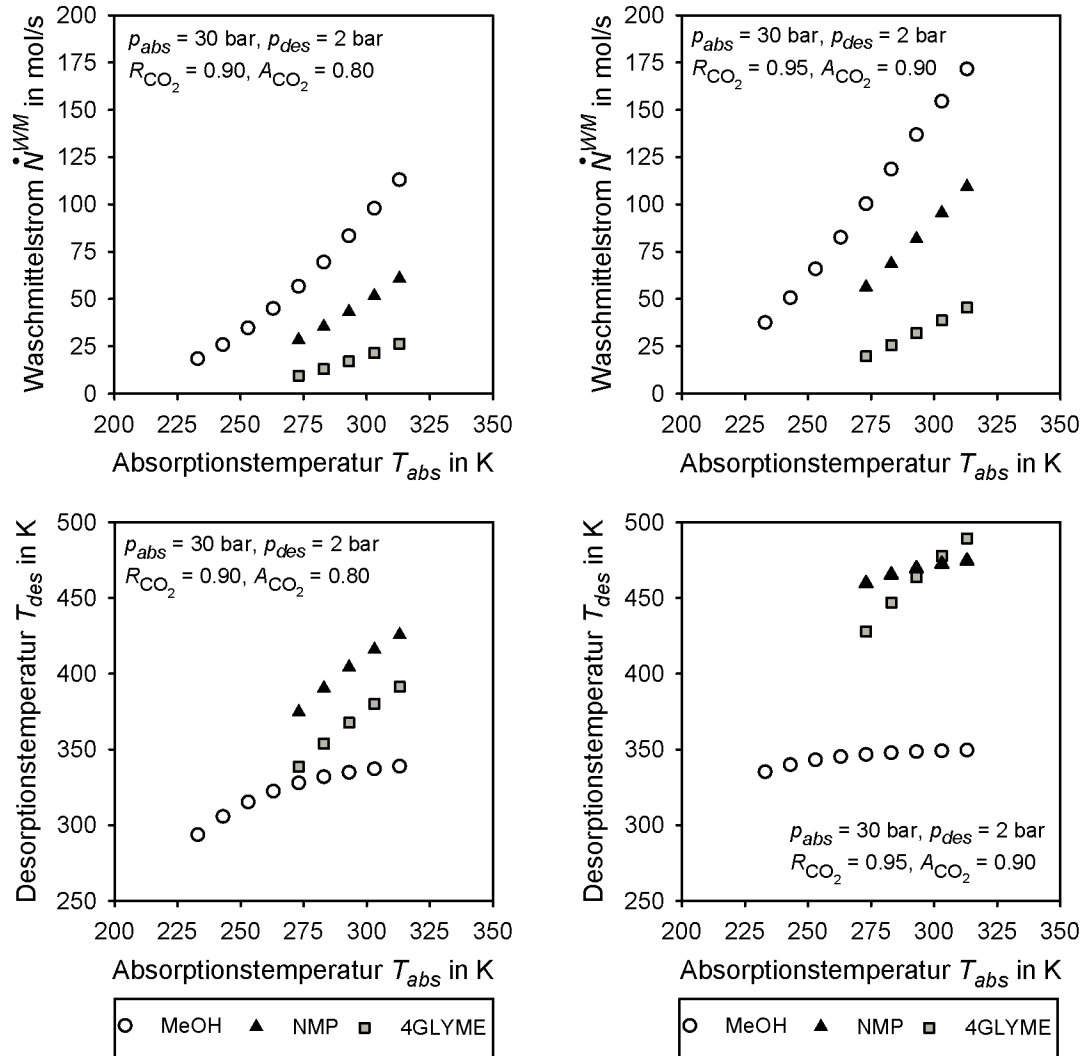 Waschmittelstrom Ṅ^WM in mol/s
200
175
150
125
100
75
50
25
0
p_abs = 30 bar, p_des = 2 bar
R_CO₂ = 0.90, A_CO₂ = 0.80
200 225 250 275 300 325 350
Absorptionstemperatur T_abs in K
Waschmittelstrom Ṅ^WM in mol/s
200
175
150
125
100
75
50
25
0
p_abs = 30 bar, p_des = 2 bar
R_CO₂ = 0.95, A_CO₂ = 0.90
200 225 250 275 300 325 350
Absorptionstemperatur T_abs in K
Desorptionstemperatur T_des in K
500
450
400
350
300
250
p_abs = 30 bar, p_des = 2 bar
R_CO₂ = 0.90, A_CO₂ = 0.80
200 225 250 275 300 325 350
Absorptionstemperatur T_abs in K
MeOH NMP 4GLYME
Desorptionstemperatur T_des in K
500
450
400
350
300
250
p_abs = 30 bar, p_des = 2 bar
R_CO₂ = 0.95, A_CO₂ = 0.90
200 225 250 275 300 325 350
Absorptionstemperatur T_abs in K
MeOH NMP 4GLYME